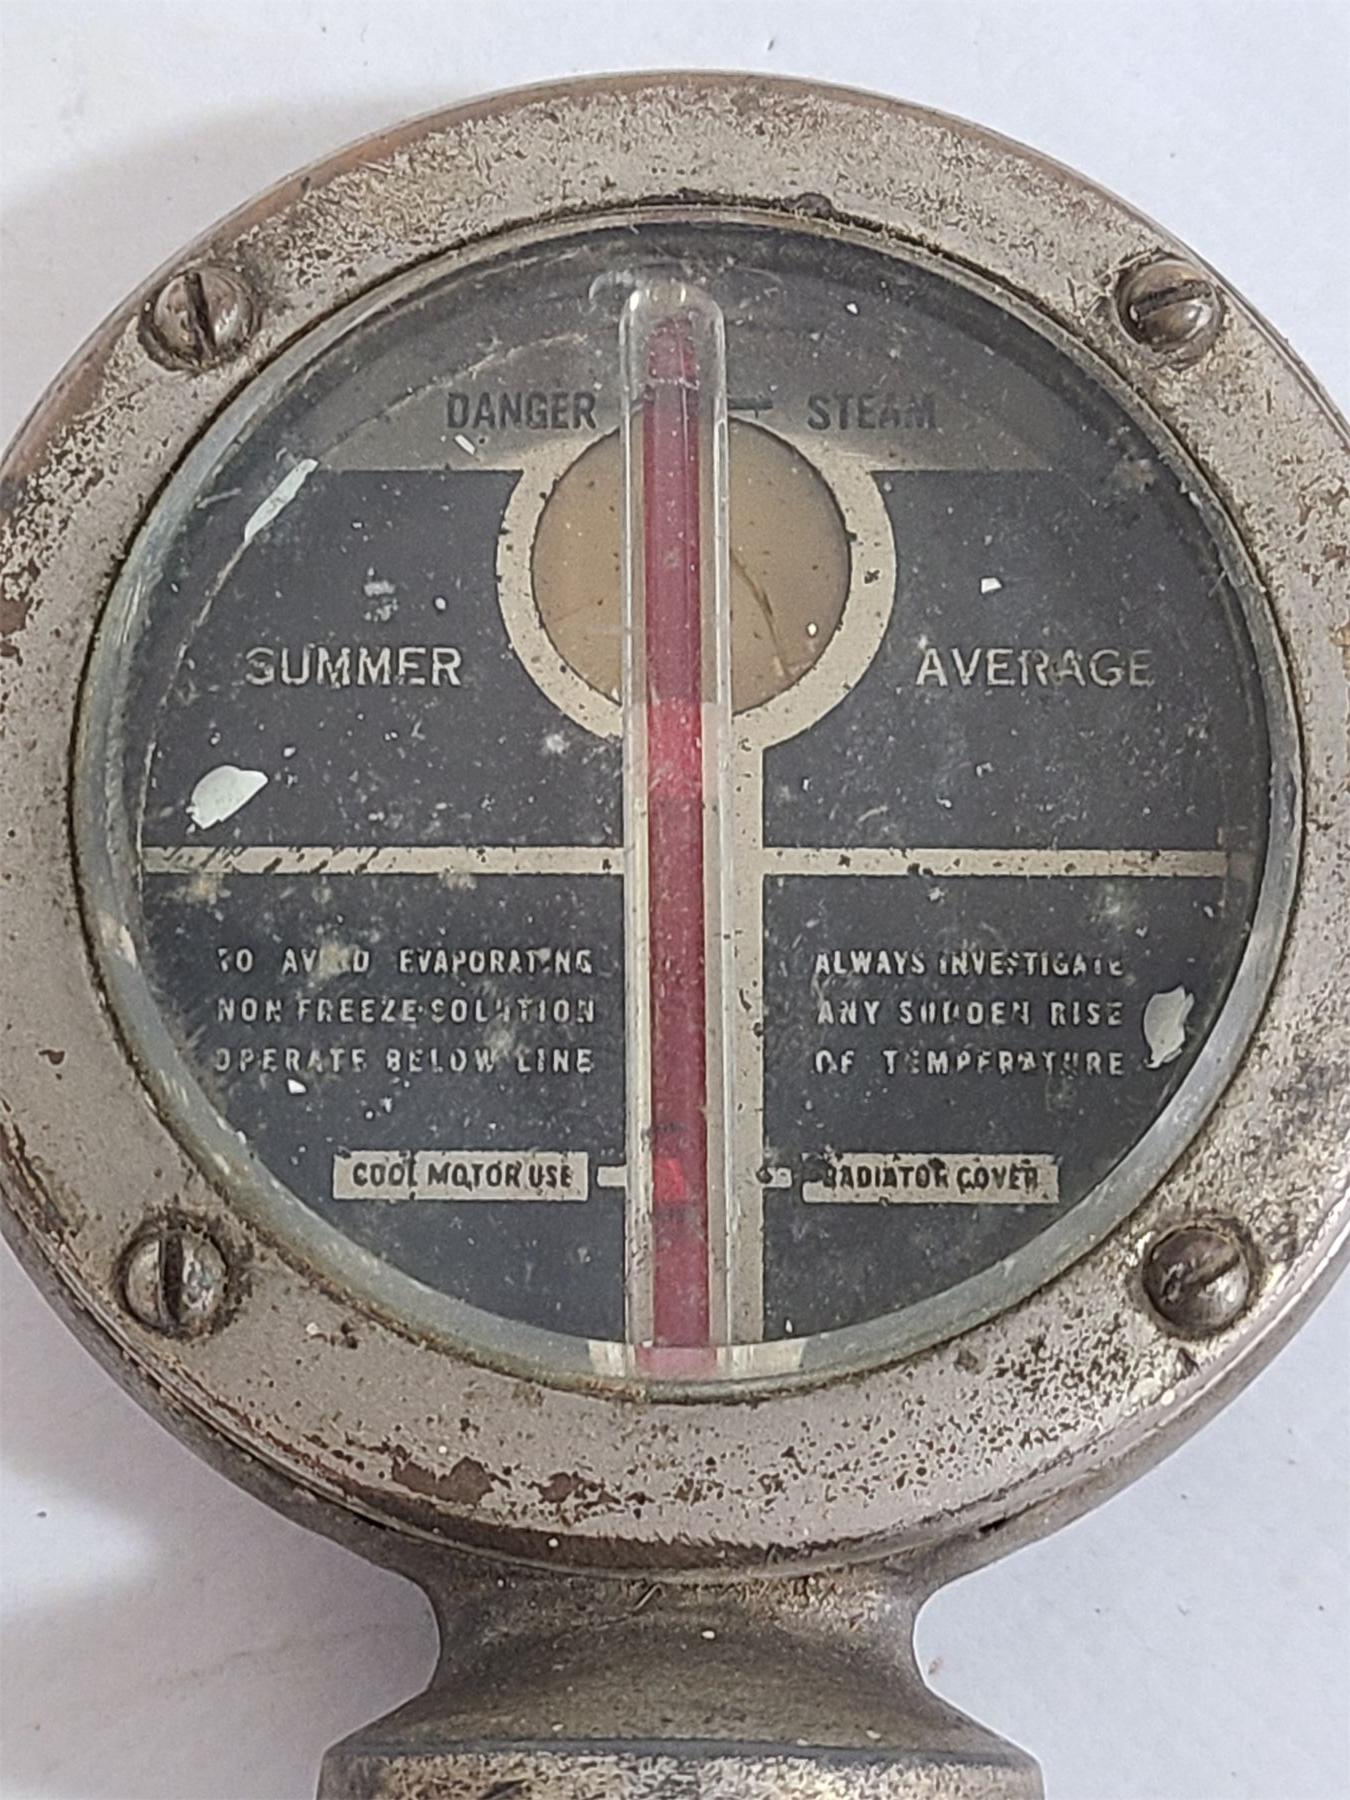 DANGER STEAM
SUMMER AVERAGE
TO AVOID EVAPORATING
NON FREEZE SOLUTION
OPERATE BELOW LINE
ALWAYS INVESTIGATE
ANY SUDDEN RISE
OF TEMPERATURE
COOL MOTOR USE RADIATOR COVER